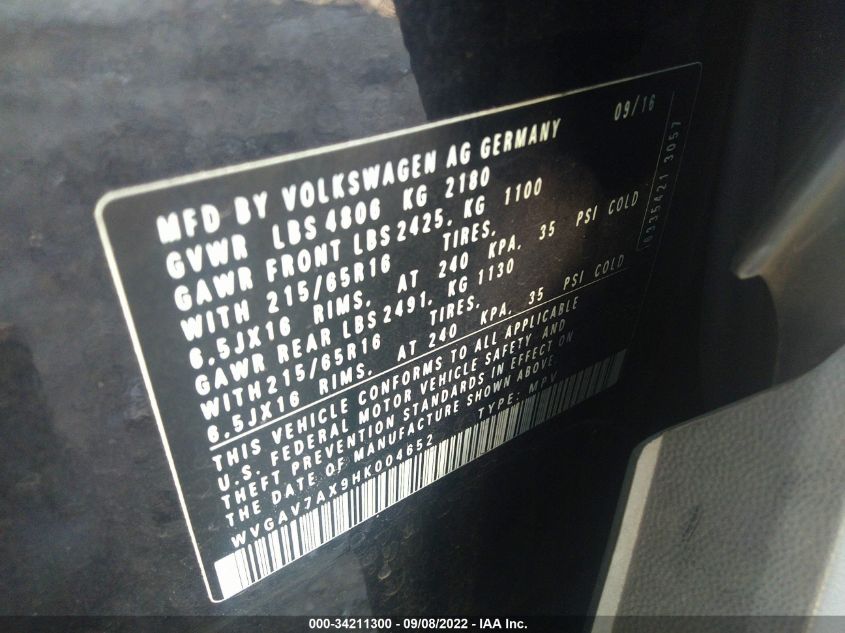 09/16
MFD BY VOLKSWAGEN AG GERMANY
GVWR LBS 4806 KG 2180
GAWR FRONT LBS 2425. KG 1100
WITH 215/65R16 TIRES.
6.5JX16 RIMS. AT 240 KPA. 35 PSI COLD
GAWR REAR LBS 2491. KG 1130
WITH 215/65R16 TIRES.
6.5JX16 RIMS. AT 240 KPA. 35 PSI COLD
THIS VEHICLE CONFORMS TO ALL APPLICABLE
U.S. FEDERAL MOTOR VEHICLE SAFETY AND
THEFT PREVENTION STANDARDS IN EFFECT ON
THE DATE OF MANUFACTURE SHOWN ABOVE.
WVGAV7AX9HK004652 TYPE: MPV
16335421 3057
000-34211300 - 09/08/2022 - IAA Inc.